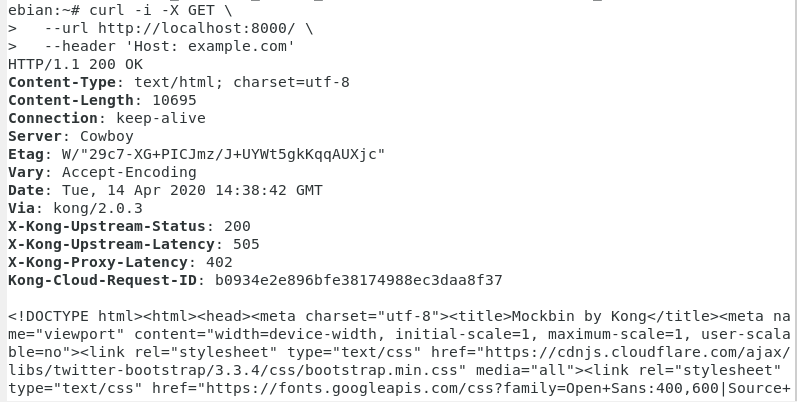 ebian:~# curl -i -X GET \
>   --url http://localhost:8000/ \
>   --header 'Host: example.com'
HTTP/1.1 200 OK
Content-Type: text/html; charset=utf-8
Content-Length: 10695
Connection: keep-alive
Server: Cowboy
Etag: W/"29c7-XG+PICJmz/J+UYWt5gkKqqAUXjc"
Vary: Accept-Encoding
Date: Tue, 14 Apr 2020 14:38:42 GMT
Via: kong/2.0.3
X-Kong-Upstream-Status: 200
X-Kong-Upstream-Latency: 505
X-Kong-Proxy-Latency: 402
Kong-Cloud-Request-ID: b0934e2e896bfe38174988ec3daa8f37

<!DOCTYPE html><html><head><meta charset="utf-8"><title>Mockbin by Kong</title><meta na
me="viewport" content="width=device-width, initial-scale=1, maximum-scale=1, user-scala
ble=no"><link rel="stylesheet" type="text/css" href="https://cdnjs.cloudflare.com/ajax/
libs/twitter-bootstrap/3.3.4/css/bootstrap.min.css" media="all"><link rel="stylesheet"
type="text/css" href="https://fonts.googleapis.com/css?family=Open+Sans:400,600|Source+